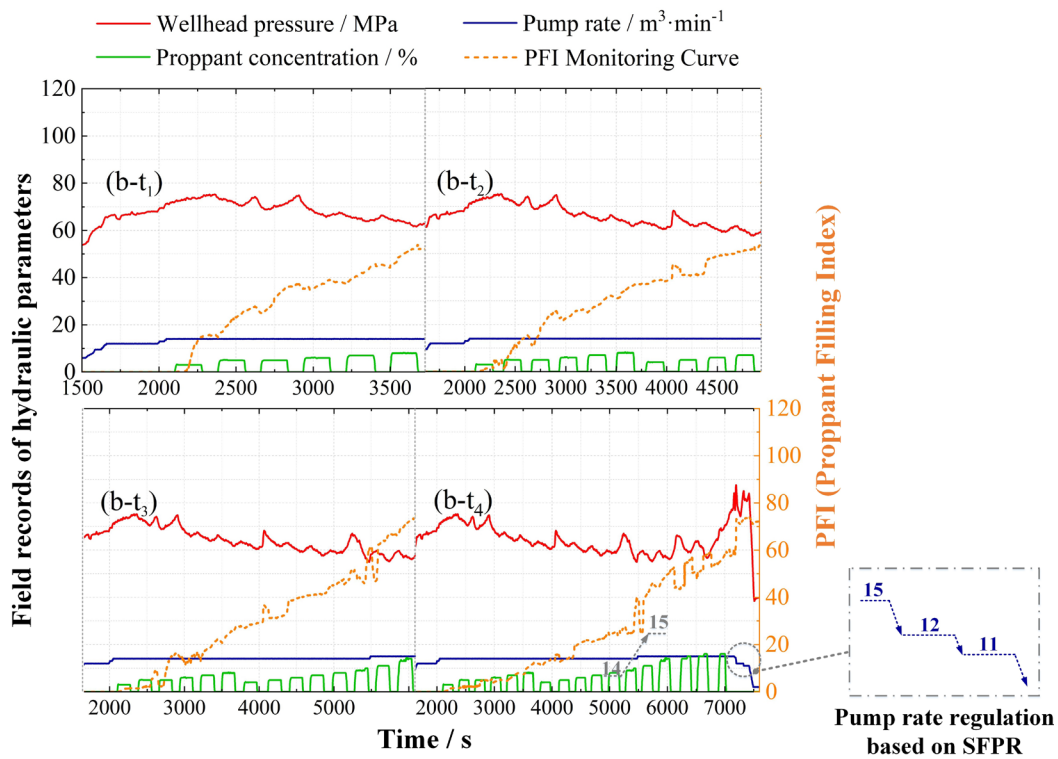 Wellhead pressure / MPa
Pump rate / m³·min⁻¹
Proppant concentration / %
PFI Monitoring Curve
Field records of hydraulic parameters
120
100
80
60
40
20
0
(b-t₁)
(b-t₂)
1500 2000 2500 3000 3500
2000 2500 3000 3500 4000 4500
(b-t₃)
(b-t₄)
14
15
120
100
80
60
40
20
0
PFI (Proppant Filling Index)
2000 3000 4000 5000
2000 3000 4000 5000 6000 7000
Time / s
15
12
11
Pump rate regulation
based on SFPR